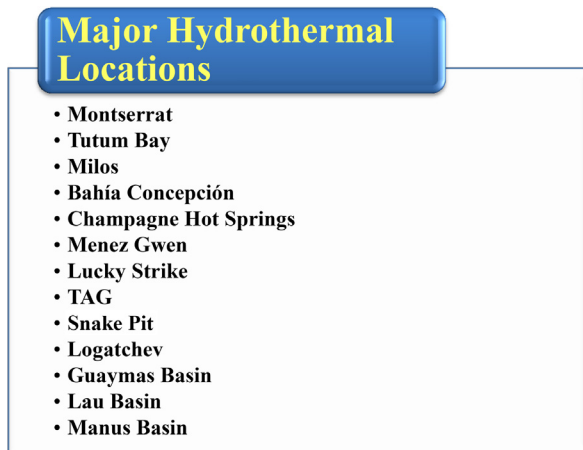 Major Hydrothermal
Locations
• Montserrat
• Tutum Bay
• Milos
• Bahía Concepción
• Champagne Hot Springs
• Menez Gwen
• Lucky Strike
• TAG
• Snake Pit
• Logatchev
• Guaymas Basin
• Lau Basin
• Manus Basin